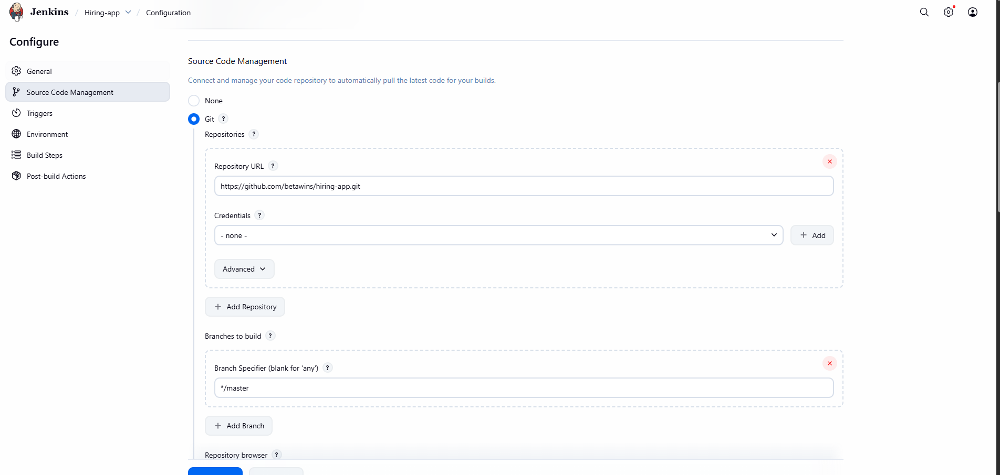 Jenkins / Hiring-app / Configuration
Configure
General
Source Code Management
Triggers
Environment
Build Steps
Post-build Actions
Source Code Management
Connect and manage your code repository to automatically pull the latest code for your builds.
None
Git ?
Repositories ?
Repository URL ?
https://github.com/betawins/hiring-app.git
Credentials ?
- none -
+ Add
Advanced
+ Add Repository
Branches to build ?
Branch Specifier (blank for 'any') ?
*/master
+ Add Branch
Repository browser ?